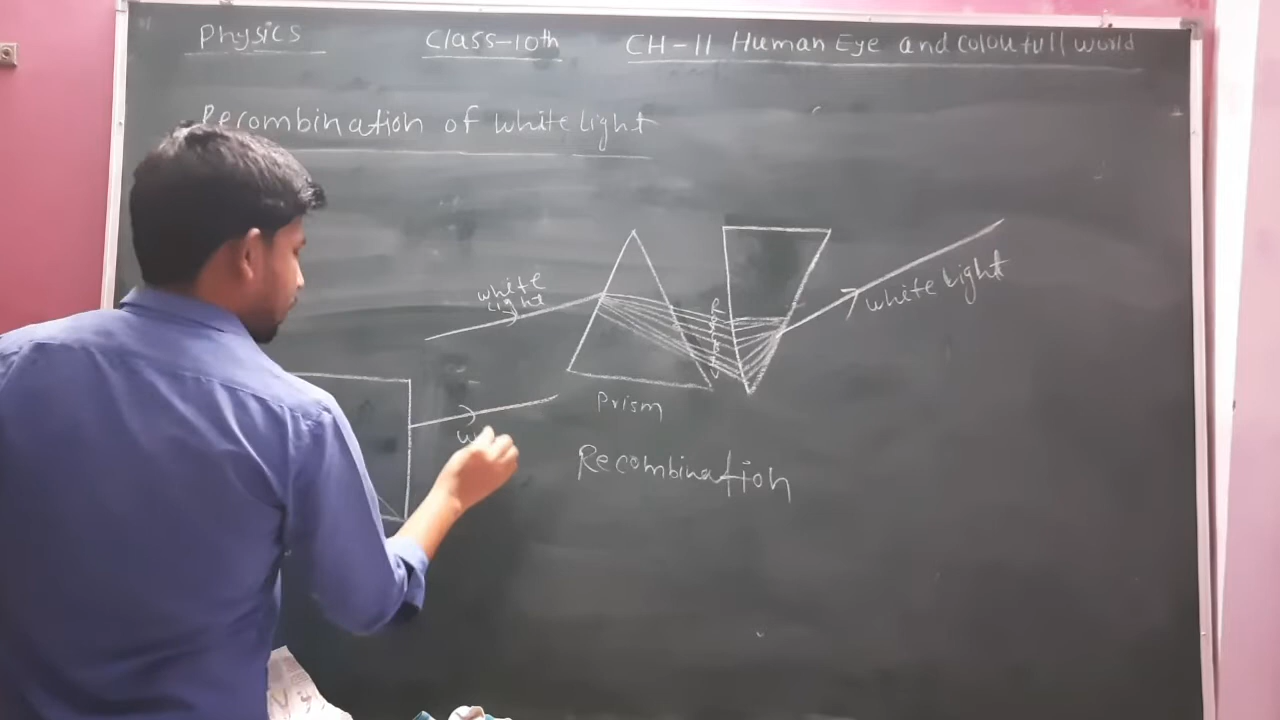 Physics Class-10th CH-11 Human Eye and Colourfull world
Recombination of white light
white
light
white light
Prism
W
Recombination